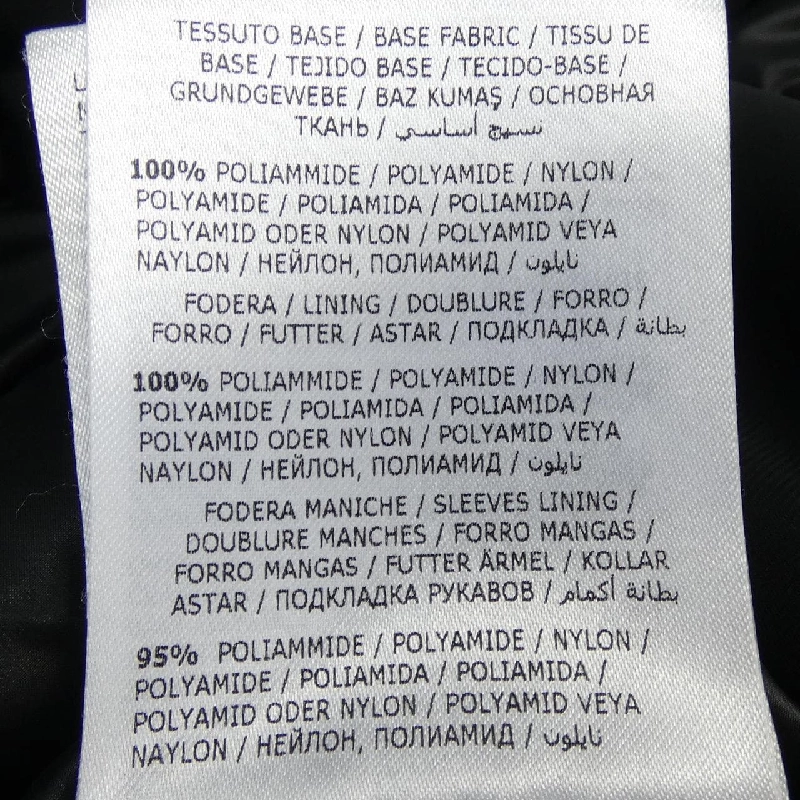 TESSUTO BASE / BASE FABRIC / TISSU DE
BASE / TEJIDO BASE / TECIDO-BASE /
GRUNDGEWEBE / BAZ KUMAŞ / ОСНОВНАЯ
ТКАНЬ / نسيج أساسي
100% POLIAMMIDE / POLYAMIDE / NYLON /
POLYAMIDE / POLIAMIDA / POLIAMIDA /
POLYAMID ODER NYLON / POLYAMID VEYA
NAYLON / НЕЙЛОН, ПОЛИАМИД / نايلون
FODERA / LINING / DOUBLURE / FORRO /
FORRO / FUTTER / ASTAR / ПОДКЛАДКА / بطانة
100% POLIAMMIDE / POLYAMIDE / NYLON /
POLYAMIDE / POLIAMIDA / POLIAMIDA /
POLYAMID ODER NYLON / POLYAMID VEYA
NAYLON / НЕЙЛОН, ПОЛИАМИД / نايلون
FODERA MANICHE / SLEEVES LINING /
DOUBLURE MANCHES / FORRO MANGAS /
FORRO MANGAS / FUTTER ÄRMEL / KOLLAR
ASTAR / ПОДКЛАДКА РУКАВОВ / بطانة أكمام
95% POLIAMMIDE / POLYAMIDE / NYLON /
POLYAMIDE / POLIAMIDA / POLIAMIDA /
POLYAMID ODER NYLON / POLYAMID VEYA
NAYLON / НЕЙЛОН, ПОЛИАМИД / نايلون